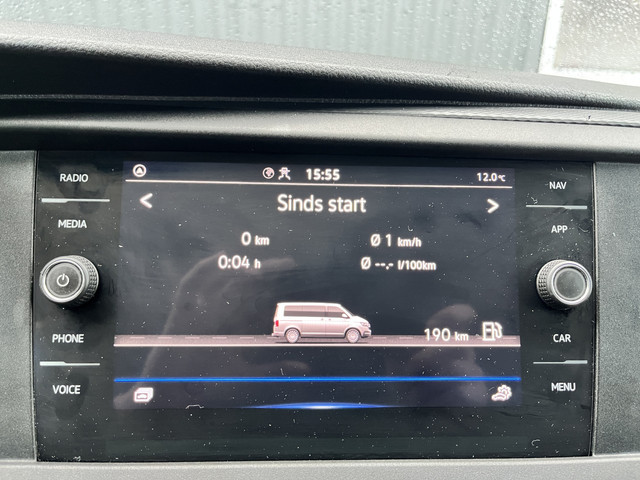 RADIO
MEDIA
PHONE
VOICE
15:55
12.0°C
< Sinds start >
0 km
Ø 1 km/h
0:04 h
Ø --.- l/100km
190 km
NAV
APP
CAR
MENU